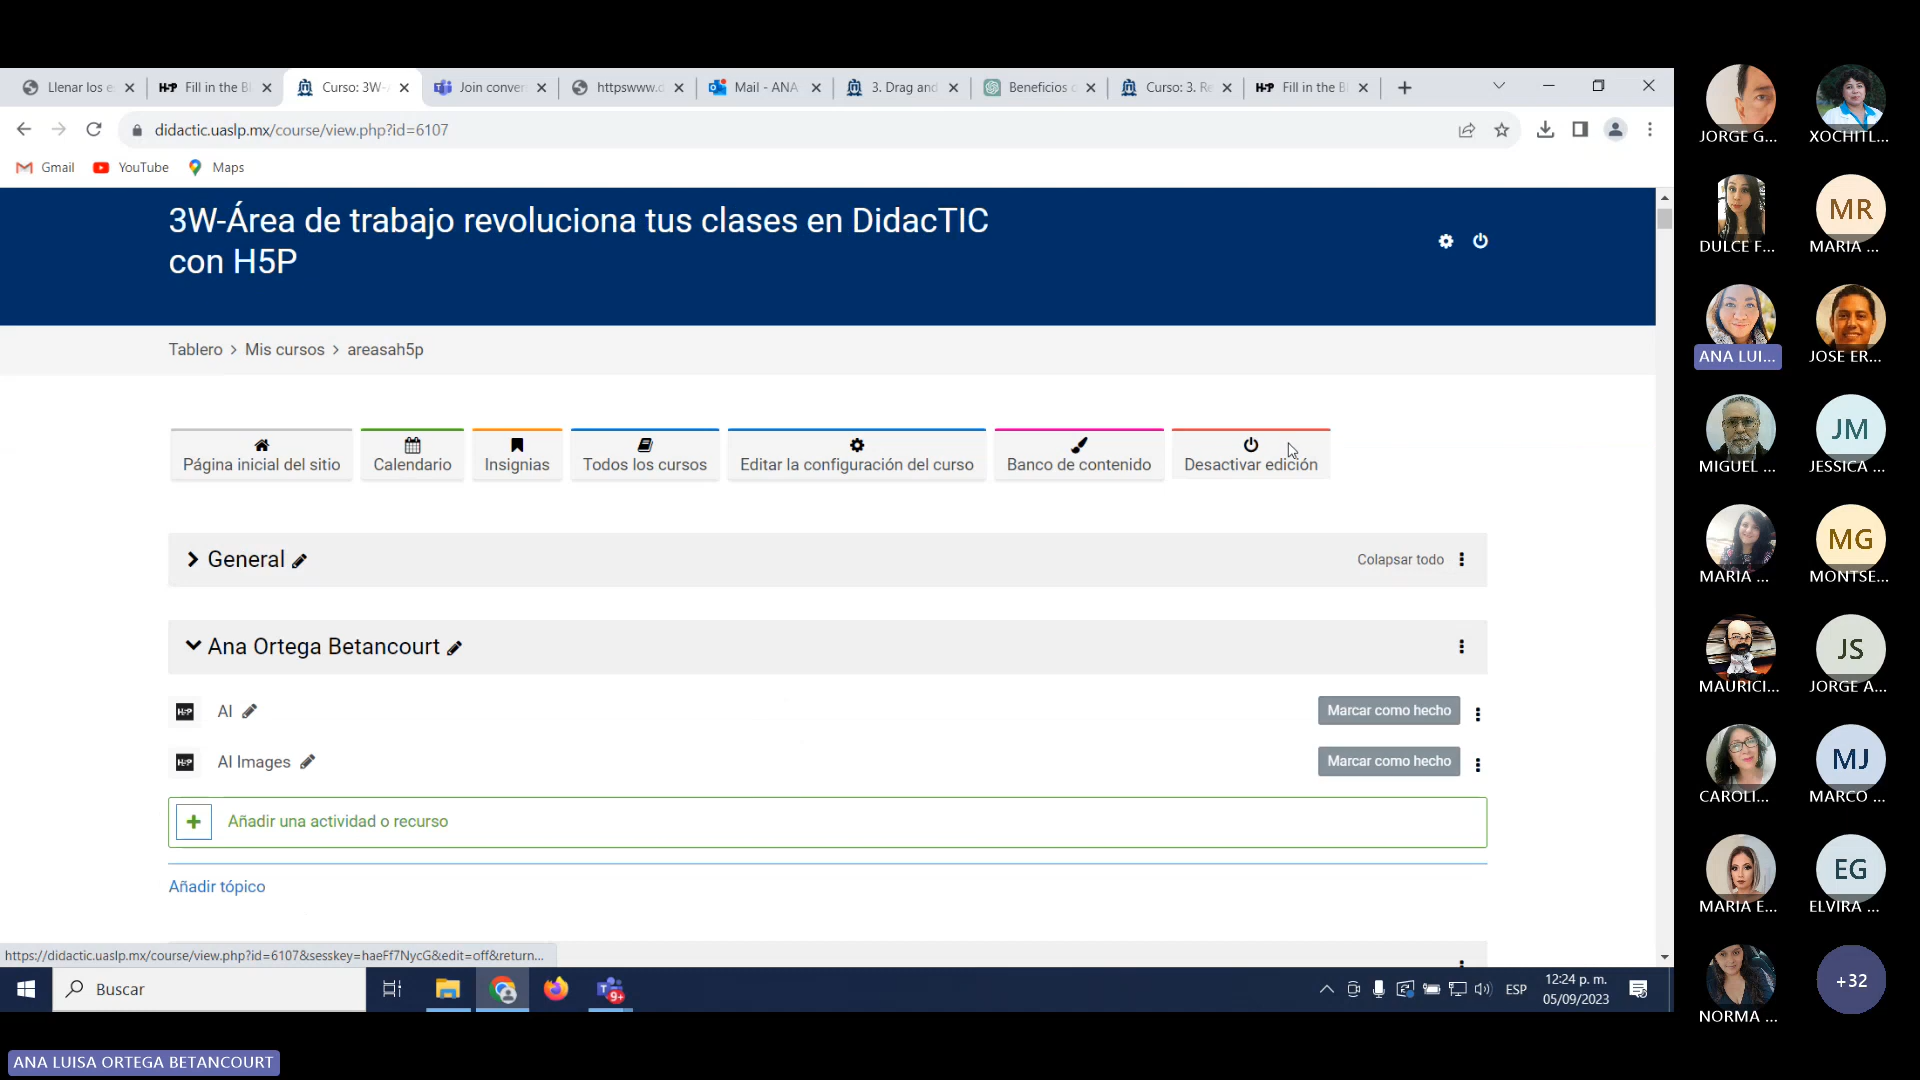 Llenar los e
H-P Fill in the Bl
Curso: 3W-
Join conver
httpswww.d
Mail - ANA
3. Drag and
Beneficios
Curso: 3. Re
H-P Fill in the Bl
didactic.uaslp.mx/course/view.php?id=6107
Gmail
YouTube
Maps
3W-Área de trabajo revoluciona tus clases en DidacTIC
con H5P
Tablero > Mis cursos > areasah5p
Página inicial del sitio
Calendario
Insignias
Todos los cursos
Editar la configuración del curso
Banco de contenido
Desactivar edición
General
Colapsar todo
Ana Ortega Betancourt
H-P AI
Marcar como hecho
H-P AI Images
Marcar como hecho
Añadir una actividad o recurso
Añadir tópico
https://didactic.uaslp.mx/course/view.php?id=6107&sesskey=haeFf7NycG&edit=off&return...
Buscar
9+
ESP
12:24 p. m.
05/09/2023
JORGE G...
XOCHITL...
DULCE F...
MR
MARIA ...
ANA LUI...
JOSE ER...
MIGUEL ...
JM
JESSICA ...
MARIA ...
MG
MONTSE...
MAURICI...
JS
JORGE A...
CAROLI...
MJ
MARCO ...
MARIA E...
EG
ELVIRA ...
NORMA ...
+32
ANA LUISA ORTEGA BETANCOURT